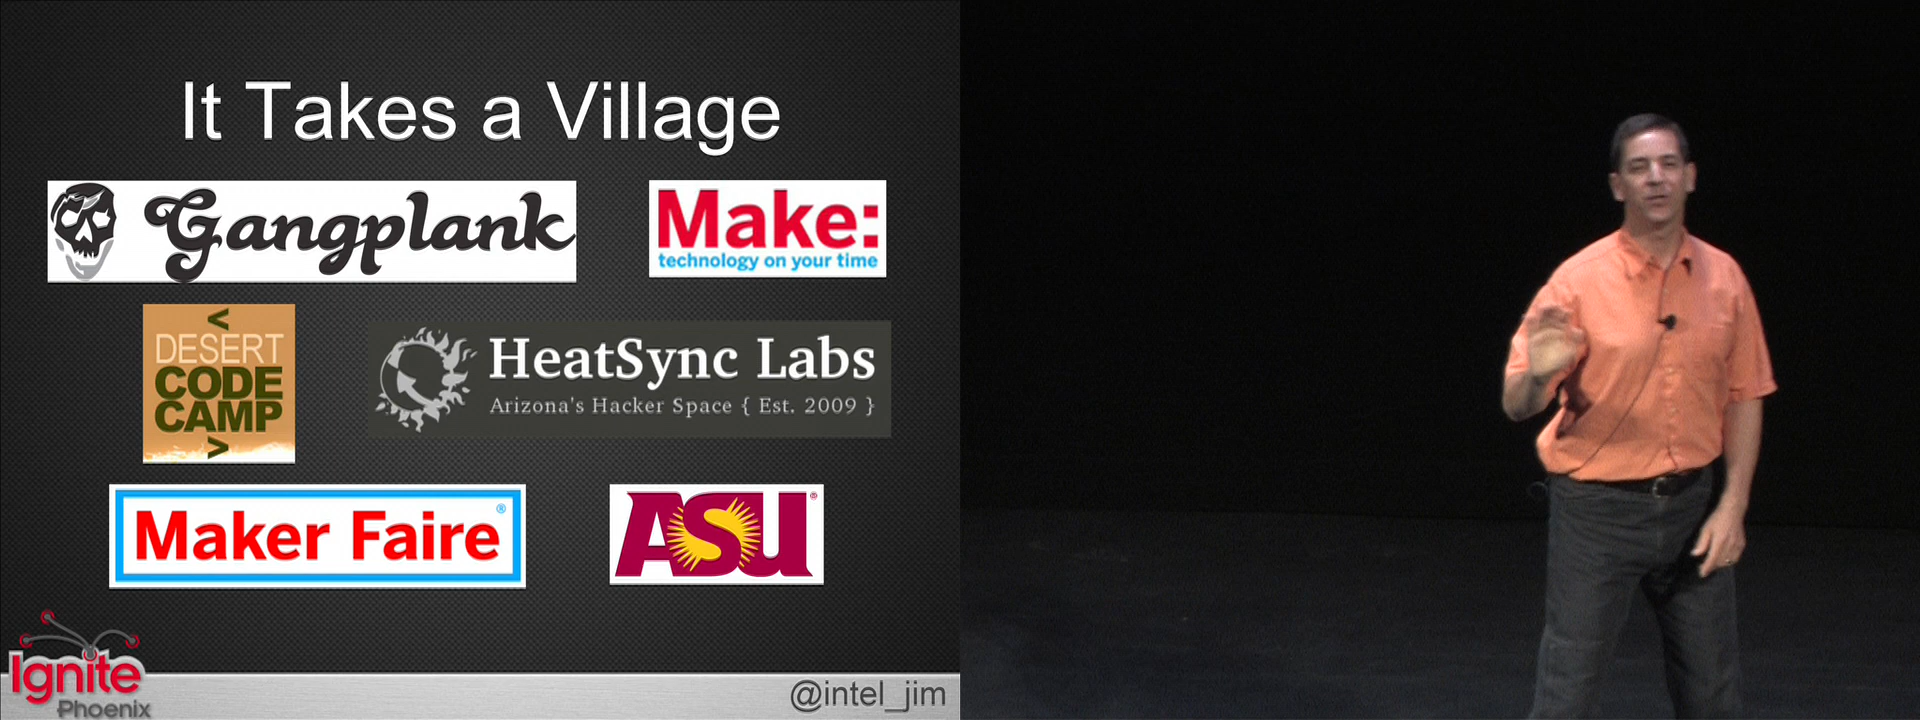 It Takes a Village
Gangplank
Make:
technology on your time
<
DESERT
CODE
CAMP
>
HeatSync Labs
Arizona's Hacker Space { Est. 2009 }
Maker Faire®
ASU®
Ignite
Phoenix
@intel_jim